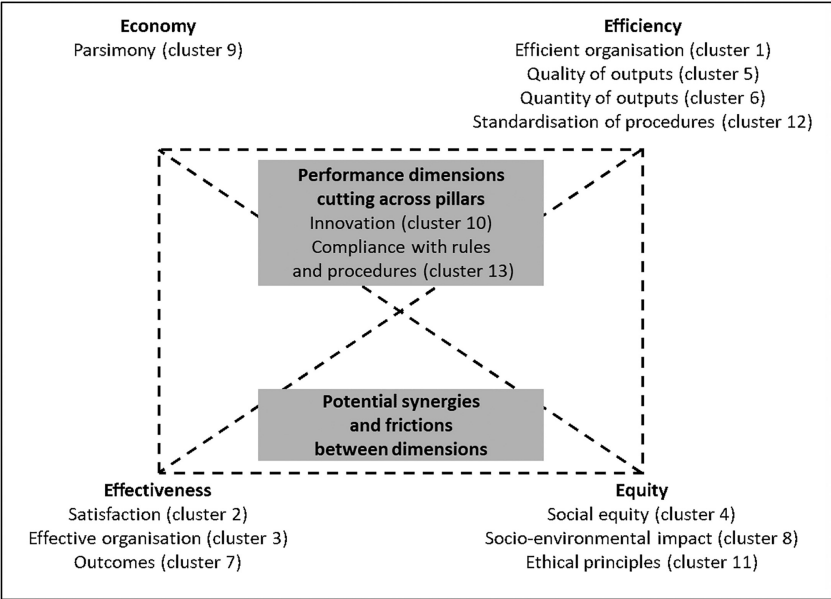 Economy
Parsimony (cluster 9)
Efficiency
Efficient organisation (cluster 1)
Quality of outputs (cluster 5)
Quantity of outputs (cluster 6)
Standardisation of procedures (cluster 12)
Performance dimensions
cutting across pillars
Innovation (cluster 10)
Compliance with rules
and procedures (cluster 13)
Potential synergies
and frictions
between dimensions
Effectiveness
Satisfaction (cluster 2)
Effective organisation (cluster 3)
Outcomes (cluster 7)
Equity
Social equity (cluster 4)
Socio-environmental impact (cluster 8)
Ethical principles (cluster 11)